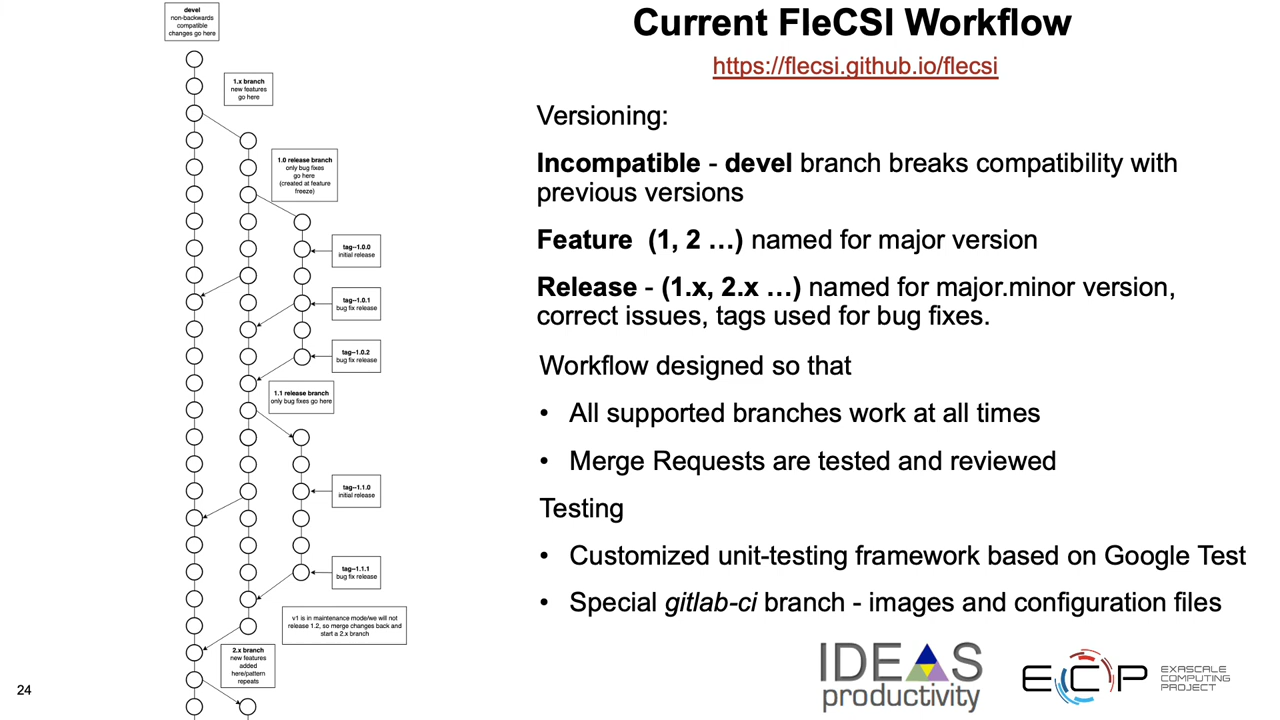 devel
non-backwards
compatible
changes go here
1.x branch
new features
go here
1.0 release branch
only bug fixes
go here
(created at feature
freeze)
tag--1.0.0
initial release
tag--1.0.1
bug fix release
tag--1.0.2
bug fix release
1.1 release branch
only bug fixes go here
tag--1.1.0
initial release
tag--1.1.1
bug fix release
v1 is in maintenance mode/we will not
release 1.2, so merge changes back and
start a 2.x branch
2.x branch
new features
added
here/pattern
repeats
24
Current FleCSI Workflow
https://flecsi.github.io/flecsi
Versioning:
Incompatible - devel branch breaks compatibility with
previous versions
Feature (1, 2 ...) named for major version
Release - (1.x, 2.x ...) named for major.minor version,
correct issues, tags used for bug fixes.
Workflow designed so that
• All supported branches work at all times
• Merge Requests are tested and reviewed
Testing
• Customized unit-testing framework based on Google Test
• Special gitlab-ci branch - images and configuration files
IDEAS
productivity
ECP
EXASCALE
COMPUTING
PROJECT